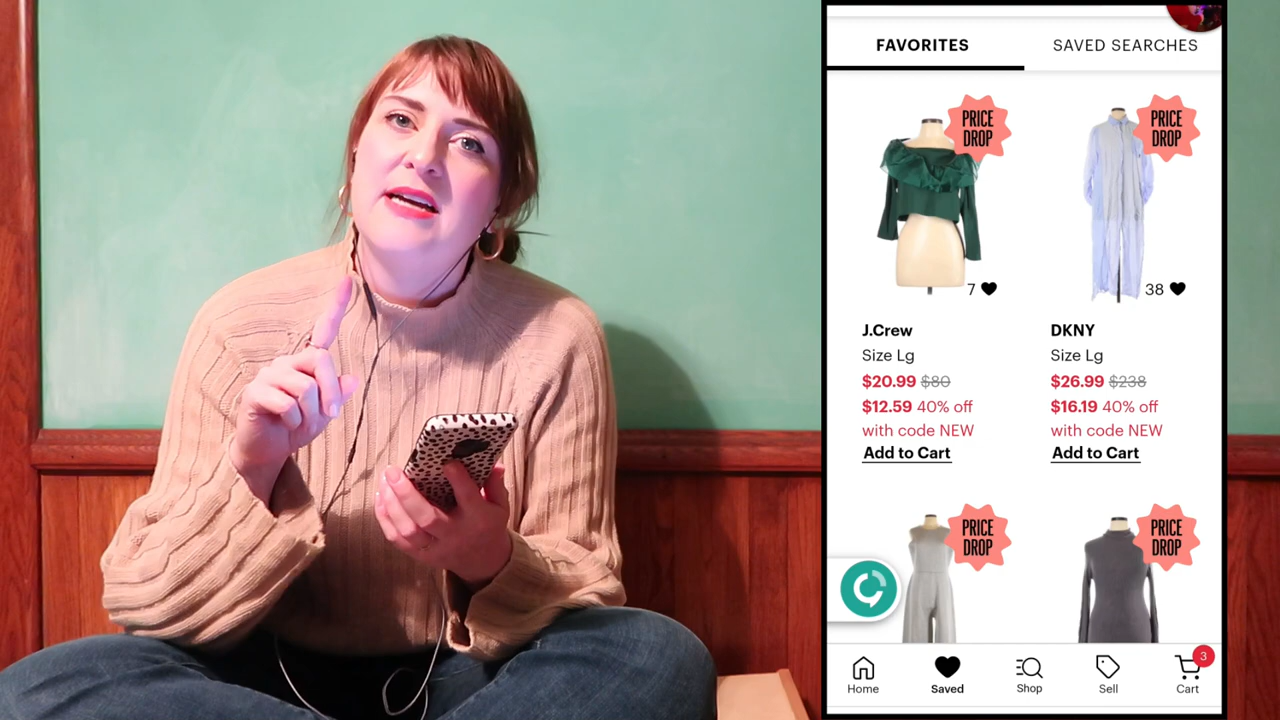 FAVORITES
SAVED SEARCHES
PRICE
DROP
PRICE
DROP
7
38
J.Crew
Size Lg
$20.99 $80
$12.59 40% off
with code NEW
Add to Cart
DKNY
Size Lg
$26.99 $238
$16.19 40% off
with code NEW
Add to Cart
PRICE
DROP
PRICE
DROP
Home
Saved
Shop
Sell
Cart
3